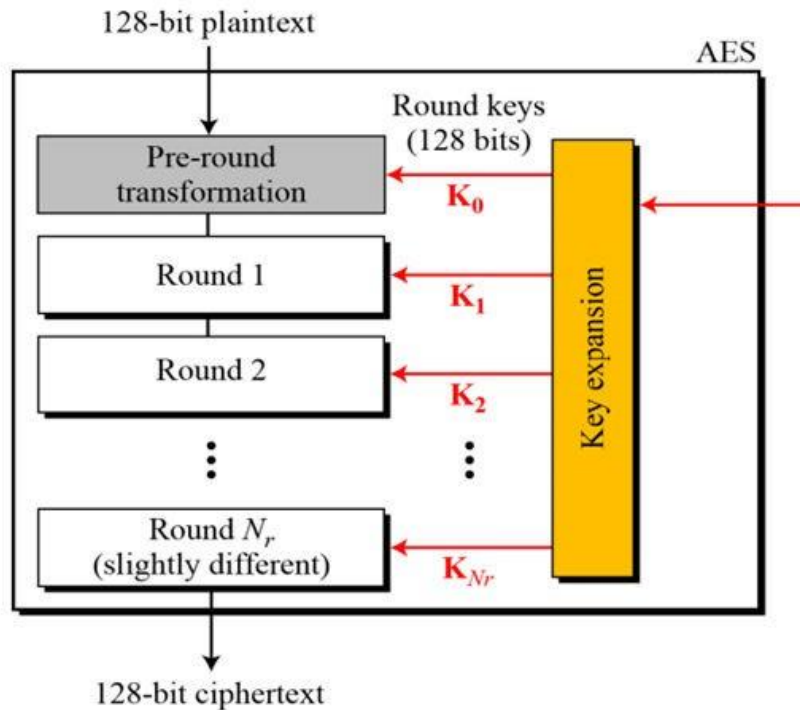 128-bit plaintext
AES
Round keys
(128 bits)
Pre-round
transformation
K₀
Round 1
K₁
Round 2
K₂
Key expansion
Round Nᵣ
(slightly different)
K_Nr
128-bit ciphertext